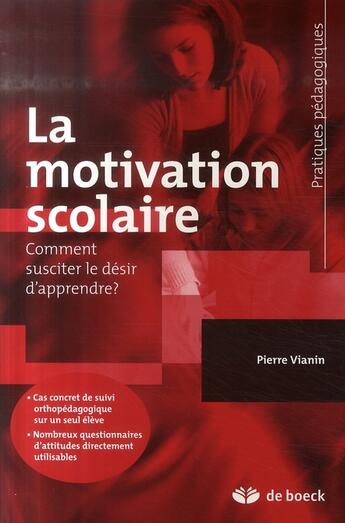 Pratiques pédagogiques
La
motivation
scolaire
Comment
susciter le désir
d'apprendre?
Pierre Vianin
• Cas concret de suivi
orthopédagogique
sur un seul élève
• Nombreux questionnaires
d'attitudes directement
utilisables
de boeck